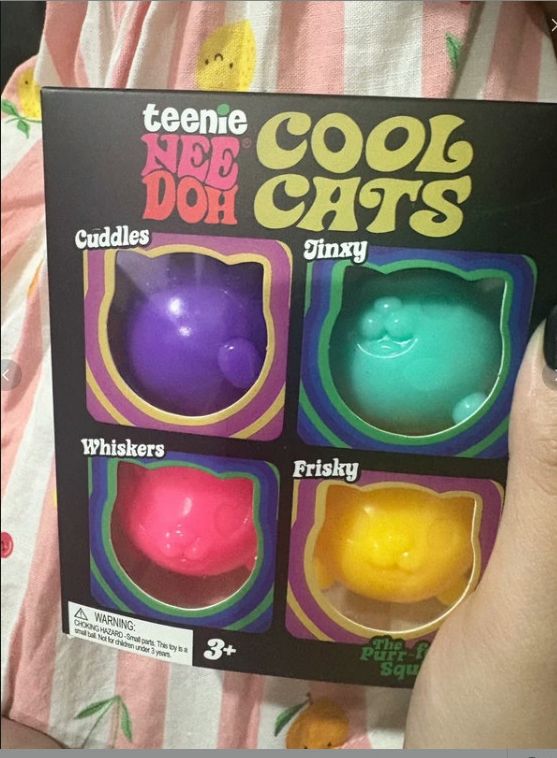 teenie
NEE
DOH®
COOL
CATS
Cuddles
Jinxy
Whiskers
Frisky
WARNING:
CHOKING HAZARD -Small parts. This toy is a
small ball. Not for children under 3 years.
3+
The
Purr-f
Squ